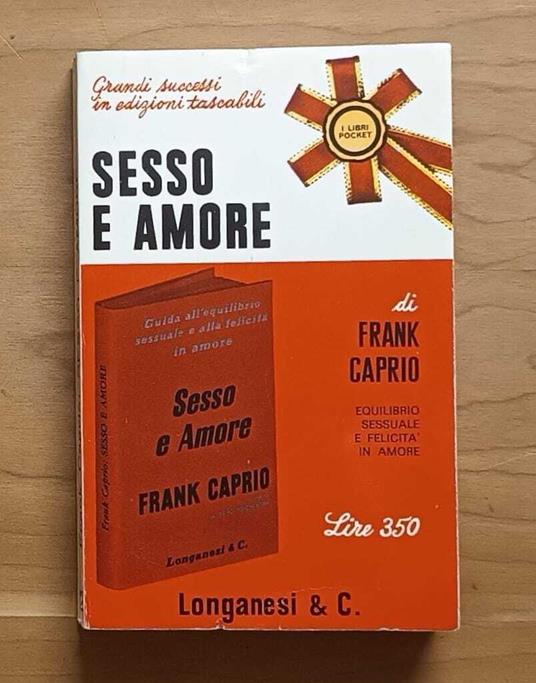 Grandi successi
in edizioni tascabili
I LIBRI
POCKET
SESSO
E AMORE
di
FRANK
CAPRIO
EQUILIBRIO
SESSUALE
E FELICITA'
IN AMORE
Lire 350
Guida all'equilibrio
sessuale e alla felicità
in amore
Sesso
e Amore
FRANK CAPRIO
Longanesi & C.
Frank Caprio: SESSO E AMORE
Longanesi & C.